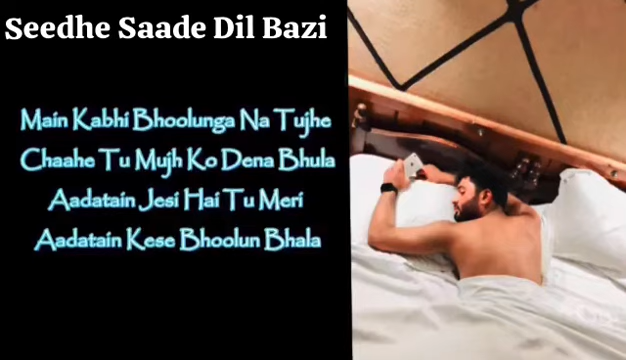 Seedhe Saade Dil Bazi
Main Kabhi Bhoolunga Na Tujhe
Chaahe Tu Mujh Ko Dena Bhula
Aadatain Jesi Hai Tu Meri
Aadatain Kese Bhoolun Bhala